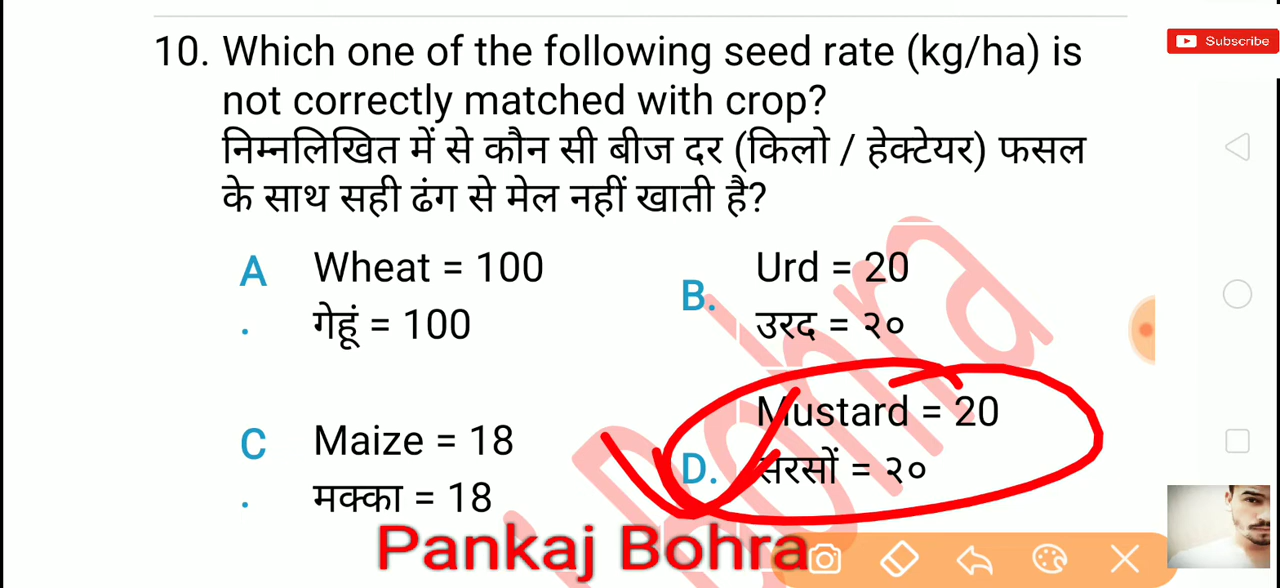 Subscribe
10. Which one of the following seed rate (kg/ha) is
not correctly matched with crop?
निम्नलिखित में से कौन सी बीज दर (किलो / हेक्टेयर) फसल
के साथ सही ढंग से मेल नहीं खाती है?
A. Wheat = 100
गेहूं = 100
B. Urd = 20
उरद = २०
C. Maize = 18
मक्का = 18
D. Mustard = 20
सरसों = २०
Pankaj Bohra
Bohra